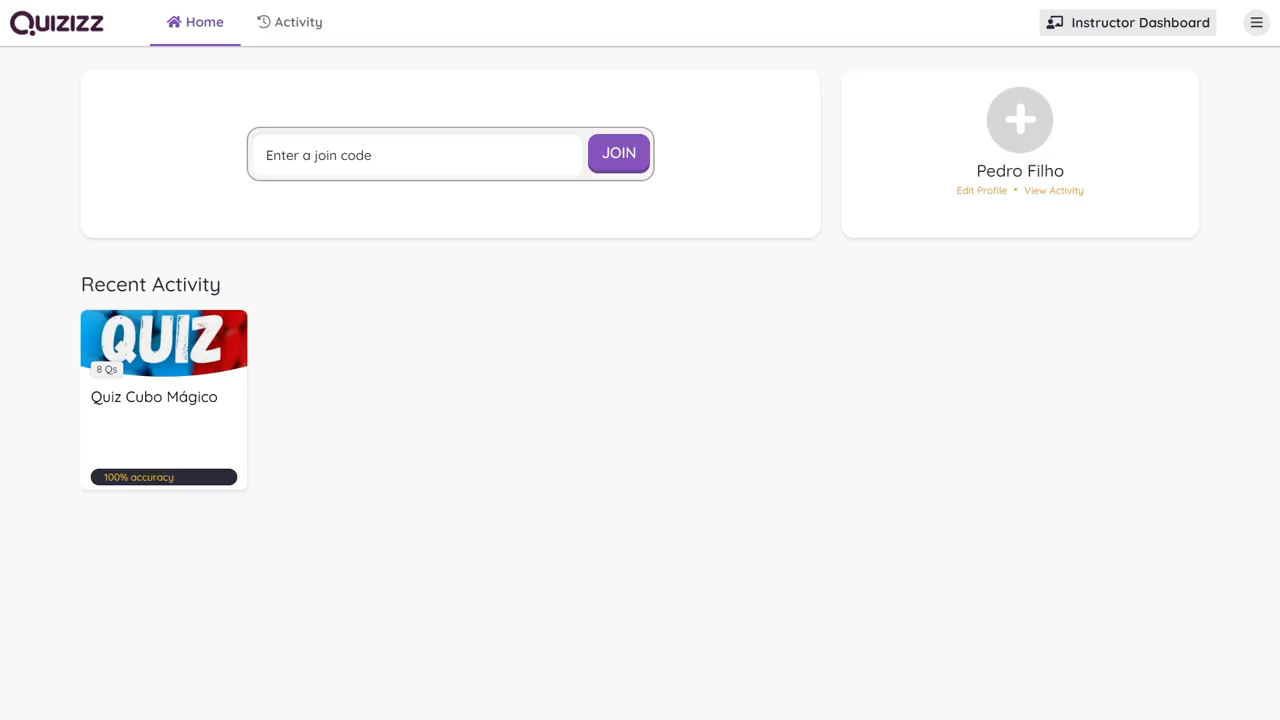 QUIZIZZ
Home
Activity
Instructor Dashboard
Enter a join code
JOIN
Pedro Filho
Edit Profile • View Activity
Recent Activity
QUIZ
8 Qs
Quiz Cubo Mágico
100% accuracy